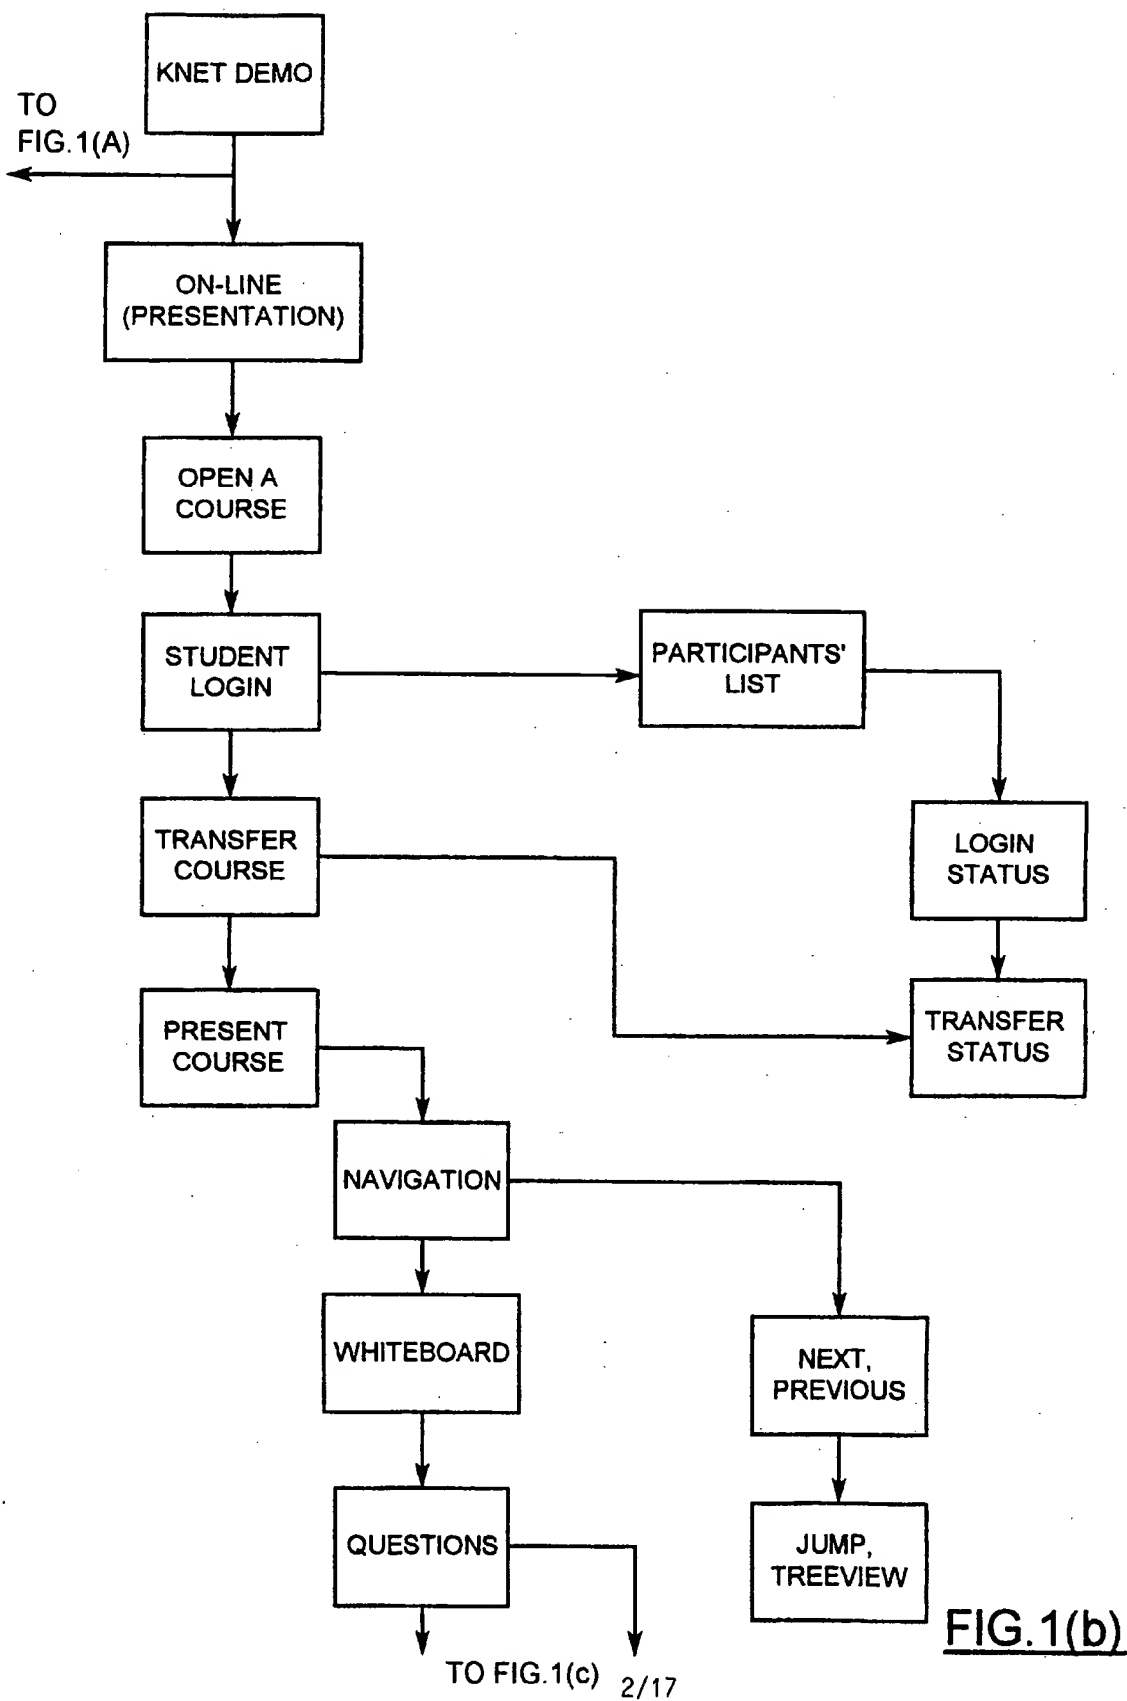 KNET DEMO
TO
FIG.1(A)
ON-LINE
(PRESENTATION)
OPEN A
COURSE
STUDENT
LOGIN
PARTICIPANTS'
LIST
TRANSFER
COURSE
LOGIN
STATUS
PRESENT
COURSE
TRANSFER
STATUS
NAVIGATION
WHITEBOARD
NEXT,
PREVIOUS
QUESTIONS
JUMP,
TREEVIEW
FIG.1(b)
TO FIG.1(c)
2/17